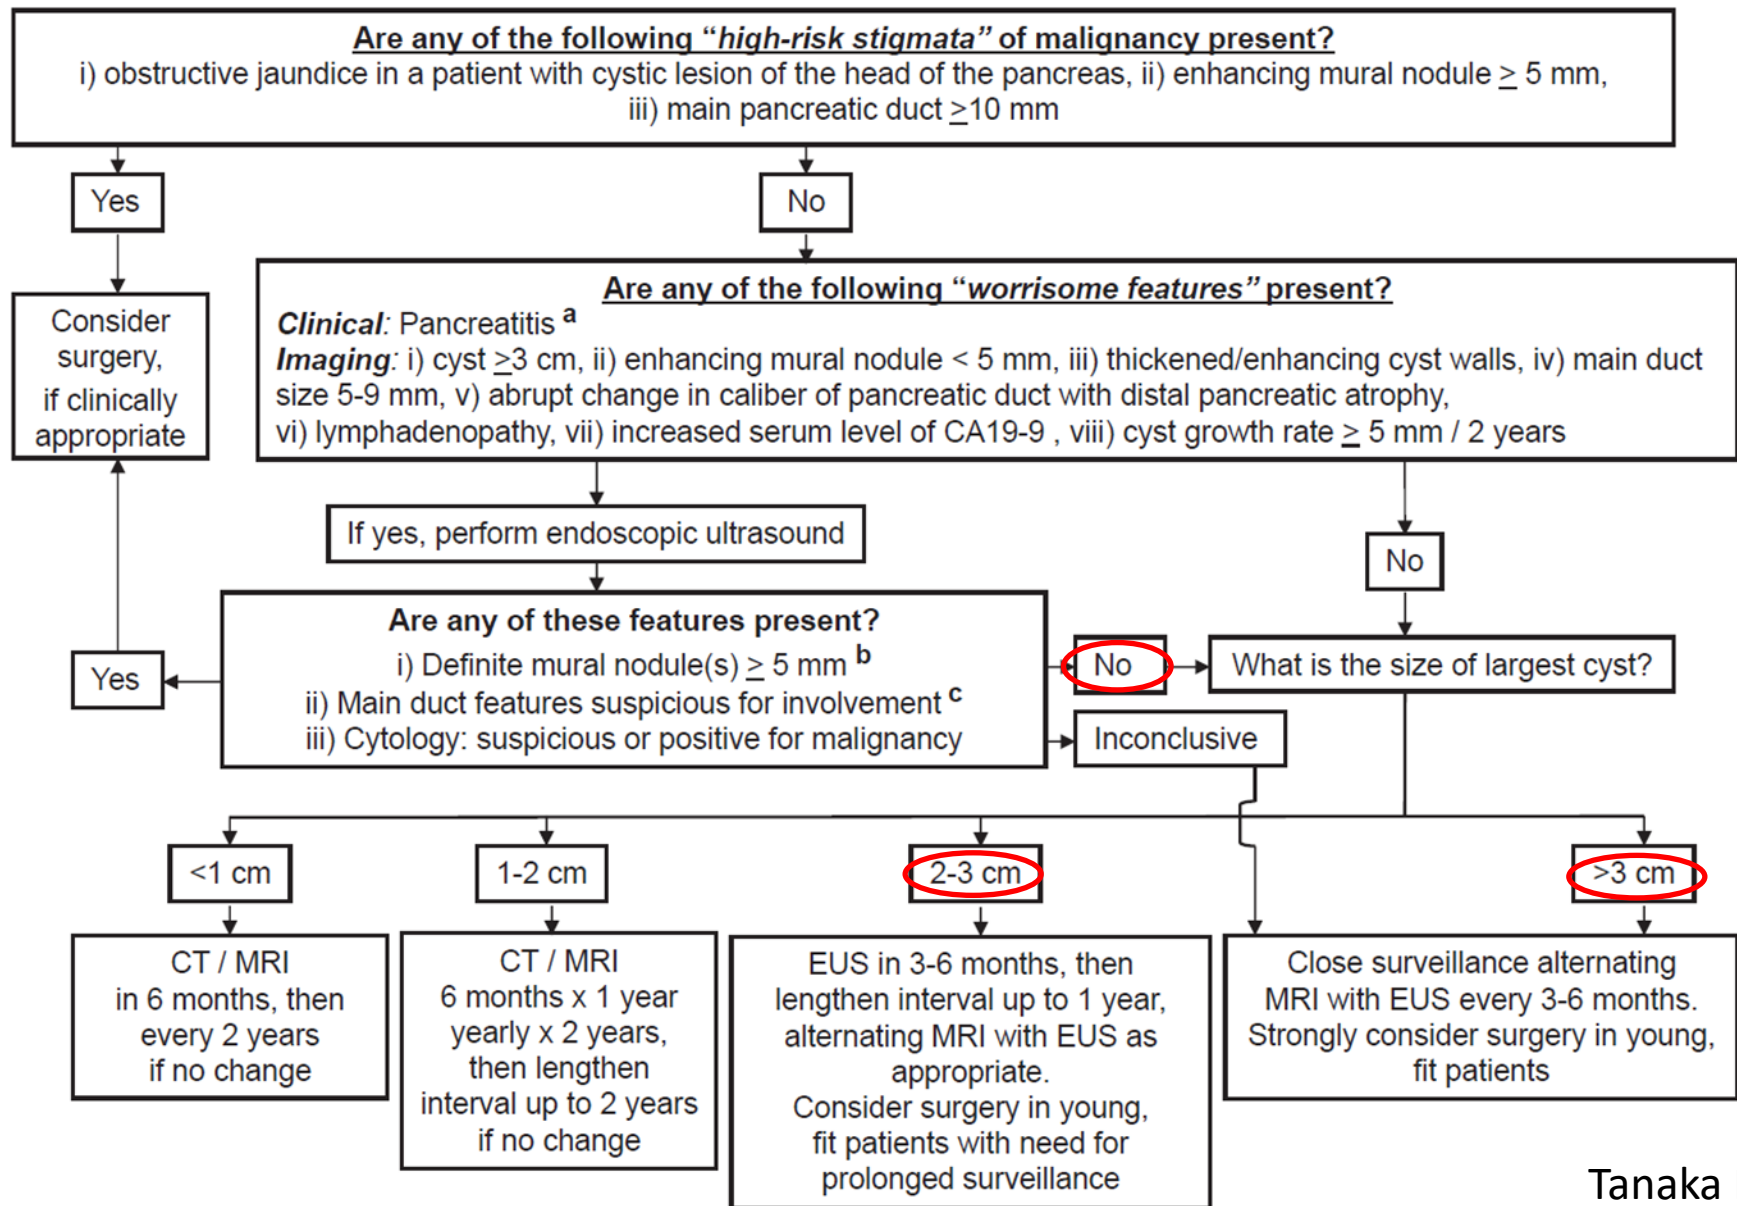 Are any of the following “high-risk stigmata” of malignancy present?
i) obstructive jaundice in a patient with cystic lesion of the head of the pancreas, ii) enhancing mural nodule ≥ 5 mm,
iii) main pancreatic duct ≥10 mm
Yes
No
Consider
surgery,
if clinically
appropriate
Are any of the following “worrisome features” present?
Clinical: Pancreatitis a
Imaging: i) cyst ≥3 cm, ii) enhancing mural nodule < 5 mm, iii) thickened/enhancing cyst walls, iv) main duct
size 5-9 mm, v) abrupt change in caliber of pancreatic duct with distal pancreatic atrophy,
vi) lymphadenopathy, vii) increased serum level of CA19-9 , viii) cyst growth rate ≥ 5 mm / 2 years
If yes, perform endoscopic ultrasound
No
Are any of these features present?
i) Definite mural nodule(s) ≥ 5 mm b
ii) Main duct features suspicious for involvement c
iii) Cytology: suspicious or positive for malignancy
Yes
No
What is the size of largest cyst?
Inconclusive
<1 cm
1-2 cm
2-3 cm
>3 cm
CT / MRI
in 6 months, then
every 2 years
if no change
CT / MRI
6 months x 1 year
yearly x 2 years,
then lengthen
interval up to 2 years
if no change
EUS in 3-6 months, then
lengthen interval up to 1 year,
alternating MRI with EUS as
appropriate.
Consider surgery in young,
fit patients with need for
prolonged surveillance
Close surveillance alternating
MRI with EUS every 3-6 months.
Strongly consider surgery in young,
fit patients
Tanaka